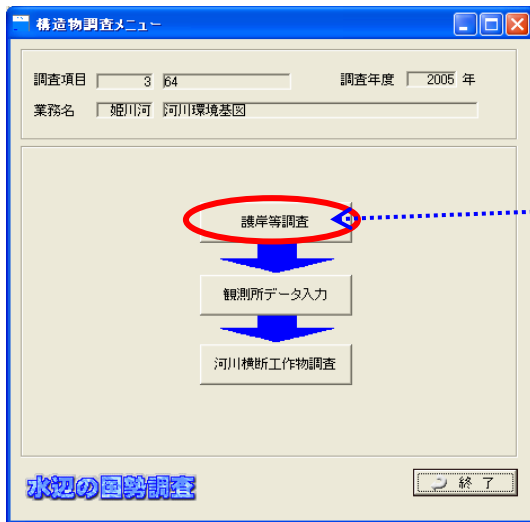 構造物調査メニュー
調査項目 3 64 調査年度 2005 年
業務名 姫川河 河川環境基図
護岸等調査
観測所データ入力
河川横断工作物調査
水辺の国勢調査 終了